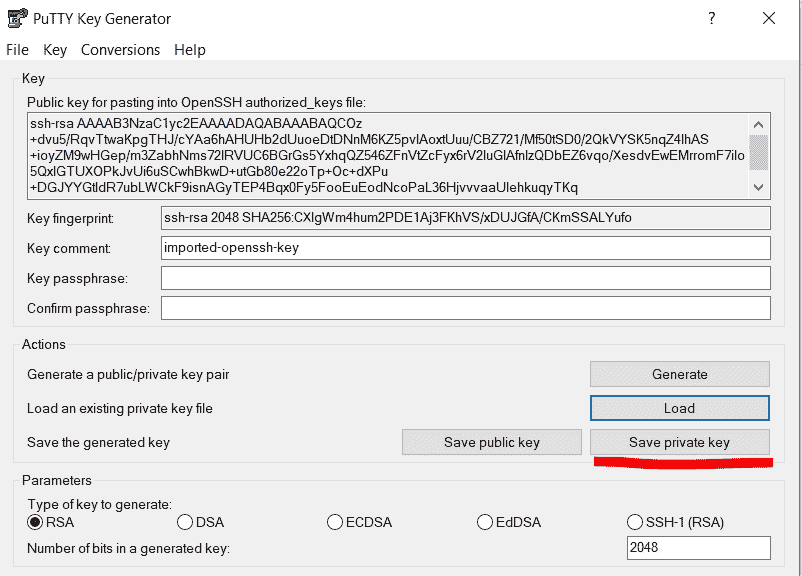 PuTTY Key Generator
?
File Key Conversions Help
Key
Public key for pasting into OpenSSH authorized_keys file:
ssh-rsa AAAAB3NzaC1yc2EAAAADAQABAAABAQCOz
+dvu5/RqvTtwaKpgTHJ/cYAa6hAHUHb2dUuoeDtDNnM6KZ5pvlAoxtUuu/CBZ721/Mf50tSD0/2QkVYSK5nqZ4lhAS
+ioyZM9wHGep/m3ZabhNms72lRVUC6BGrGs5YxhqQZ546ZFnVtZcFyx6rV2luGlAfnlzQDbEZ6vqo/XesdvEwEMrromF7ilo
5QxlGTUXOPkJvUi6uSCwhBkwD+utGb80e22oTp+Oc+dXPu
+DGJYYGtldR7ubLWCkF9isnAGyTEP4Bqx0Fy5FooEuEodNcoPaL36HjvvvaaUlehkuqyTKq
Key fingerprint: ssh-rsa 2048 SHA256:CXlgWm4hum2PDE1Aj3FKhVS/xDUJGfA/CKmSSALYufo
Key comment: imported-openssh-key
Key passphrase:
Confirm passphrase:
Actions
Generate a public/private key pair Generate
Load an existing private key file Load
Save the generated key Save public key Save private key
Parameters
Type of key to generate:
RSA DSA ECDSA EdDSA SSH-1 (RSA)
Number of bits in a generated key: 2048